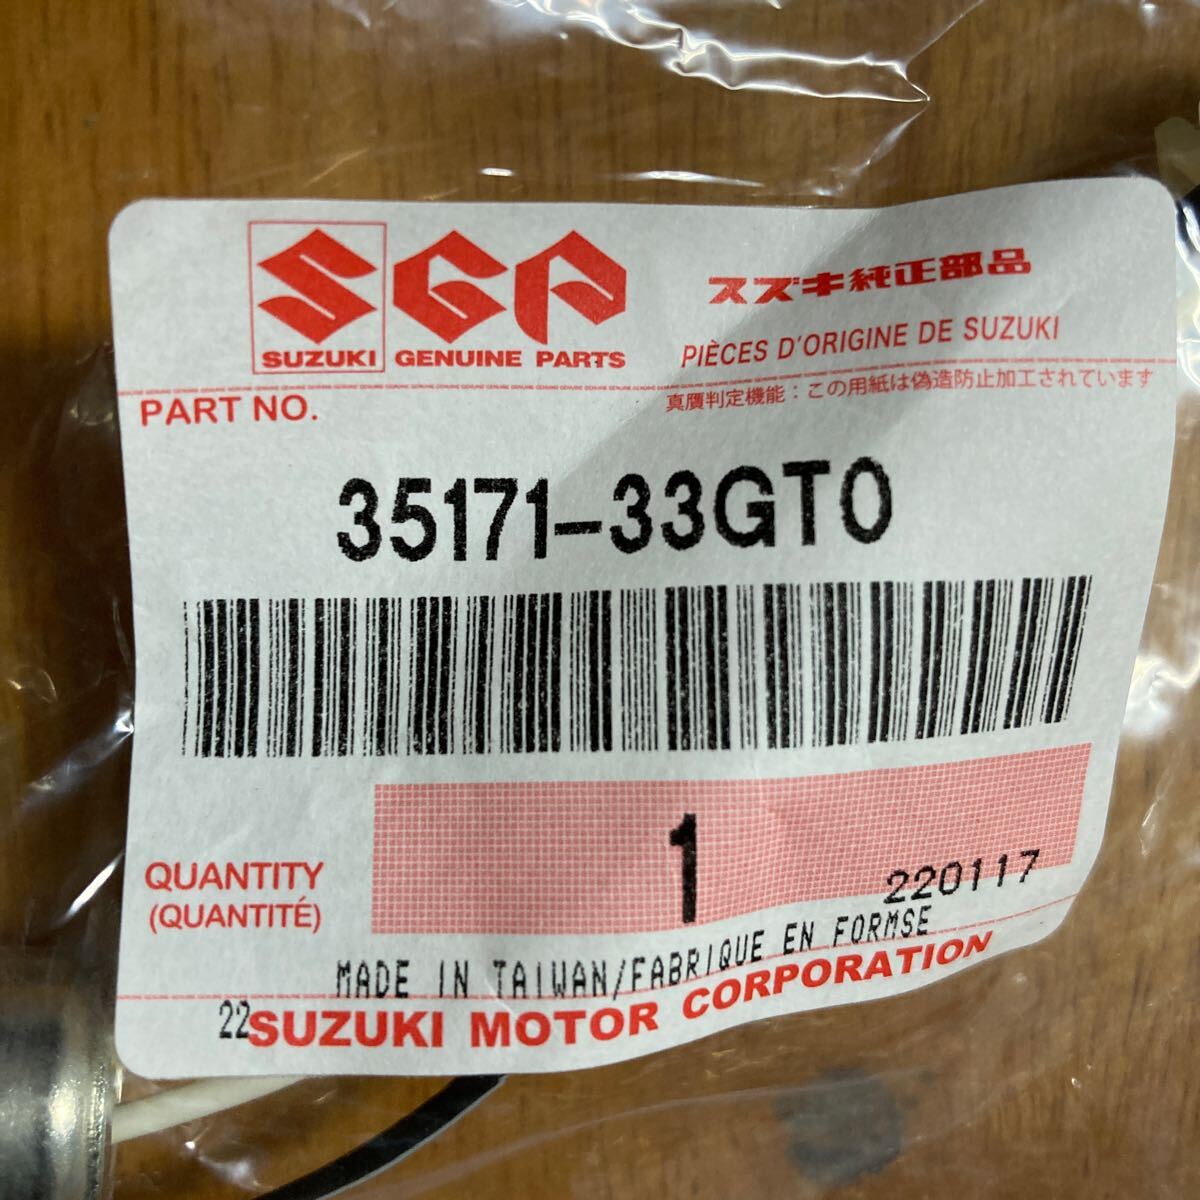 SGP
SUZUKI GENUINE PARTS
スズキ純正部品
PIÈCES D'ORIGINE DE SUZUKI
真贋判定機能：この用紙は偽造防止加工されています
PART NO.
35171-33GT0
1
220117
QUANTITY
(QUANTITÉ)
MADE IN TAIWAN/FABRIQUE EN FORMSE
22
SUZUKI MOTOR CORPORATION